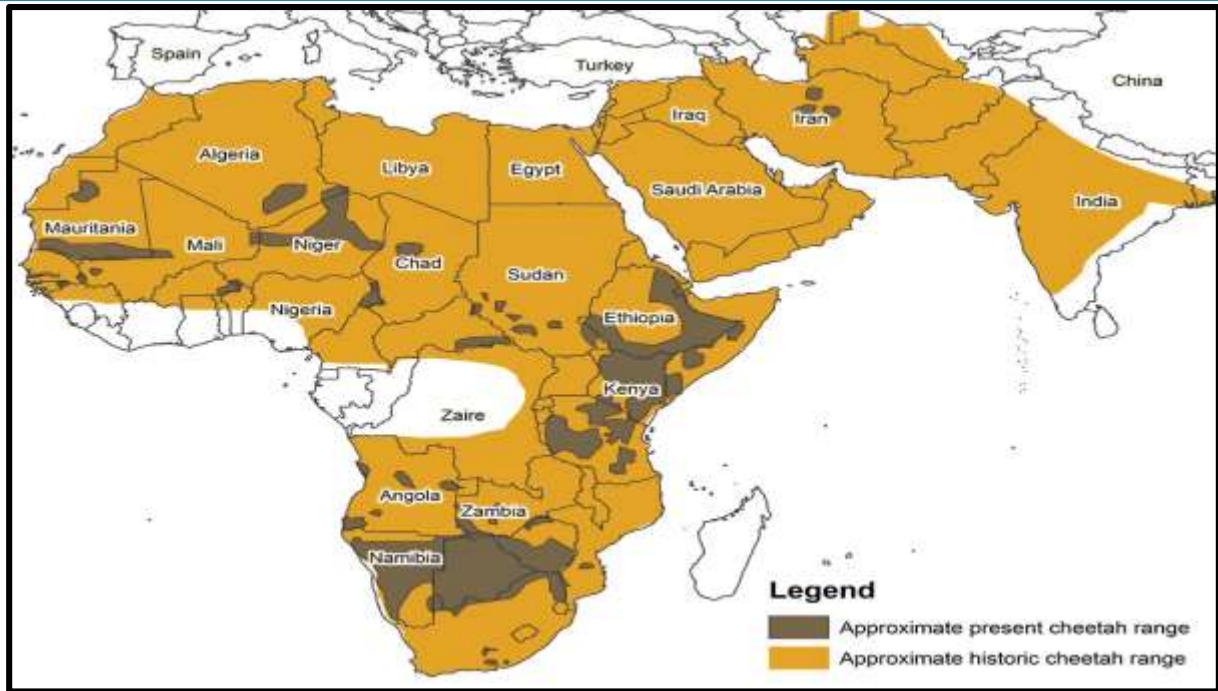 Spain
Turkey
China
Iraq
Iran
Algeria
Libya
Egypt
Saudi Arabia
India
Mauritania
Mali
Niger
Chad
Sudan
Nigeria
Ethiopia
Kenya
Zaire
Angola
Zambia
Namibia
Legend
Approximate present cheetah range
Approximate historic cheetah range